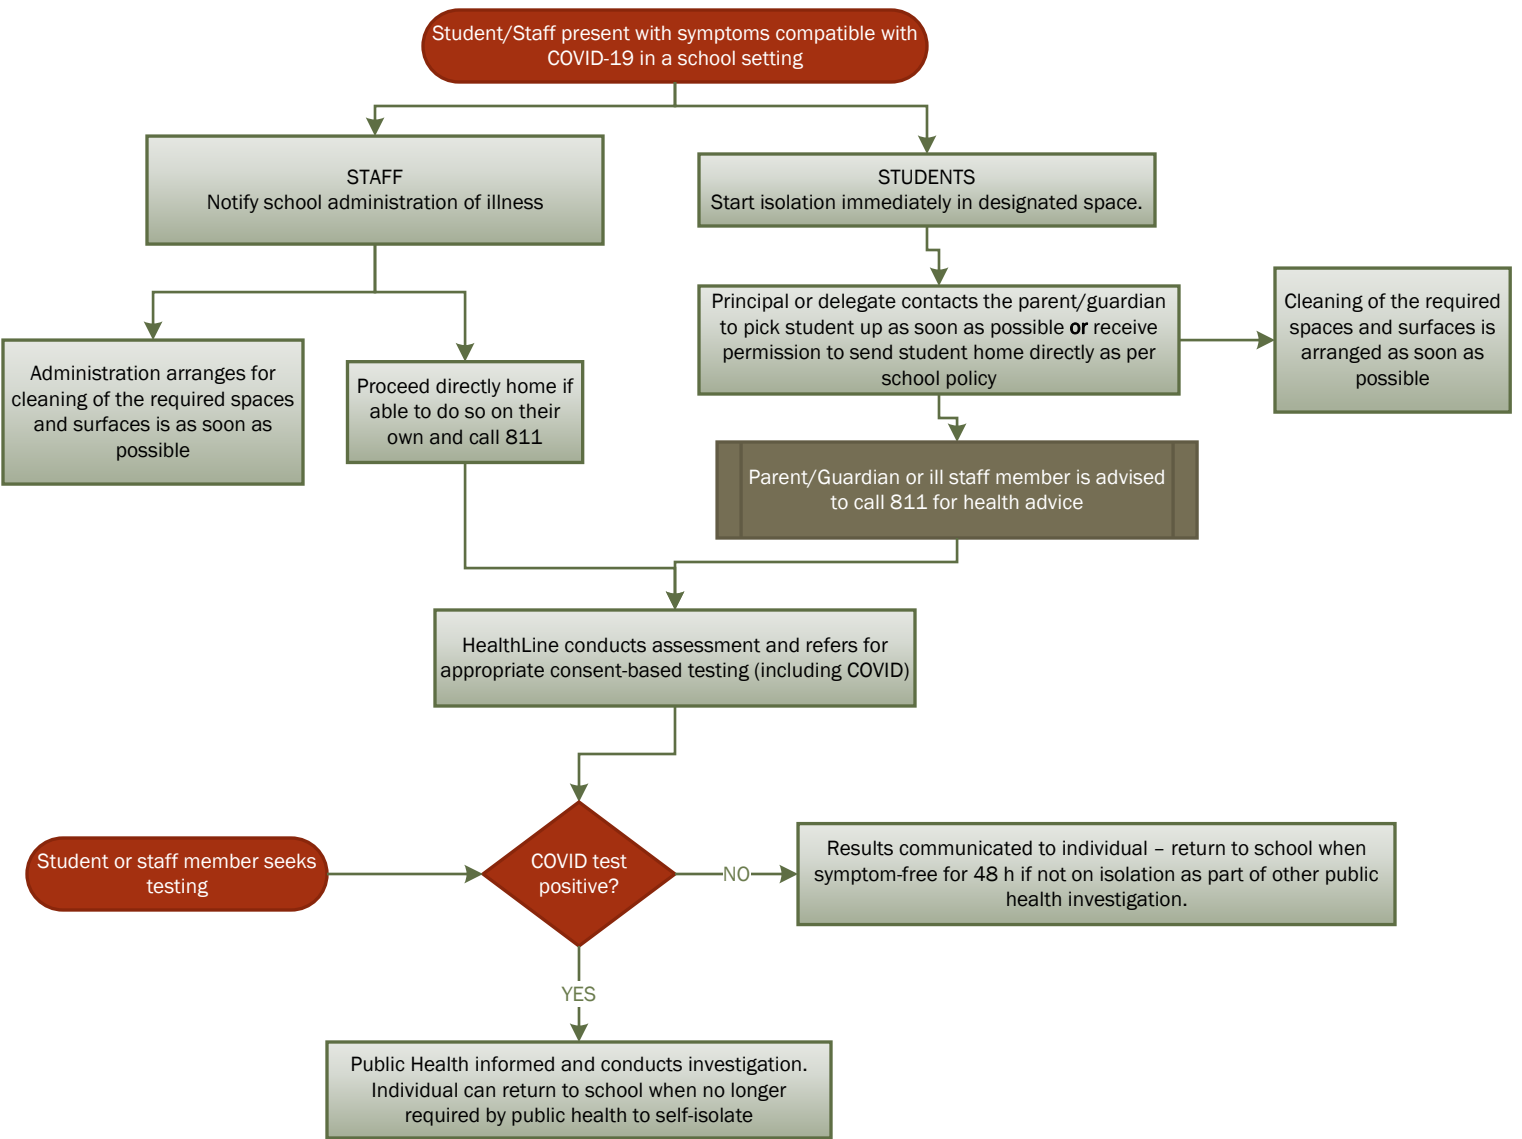 Student/Staff present with symptoms compatible with
COVID-19 in a school setting
STAFF
Notify school administration of illness
STUDENTS
Start isolation immediately in designated space.
Administration arranges for
cleaning of the required spaces
and surfaces is as soon as
possible
Proceed directly home if
able to do so on their
own and call 811
Principal or delegate contacts the parent/guardian
to pick student up as soon as possible or receive
permission to send student home directly as per
school policy
Cleaning of the required
spaces and surfaces is
arranged as soon as
possible
Parent/Guardian or ill staff member is advised
to call 811 for health advice
HealthLine conducts assessment and refers for
appropriate consent-based testing (including COVID)
Student or staff member seeks
testing
COVID test
positive?
NO
Results communicated to individual – return to school when
symptom-free for 48 h if not on isolation as part of other public
health investigation.
YES
Public Health informed and conducts investigation.
Individual can return to school when no longer
required by public health to self-isolate